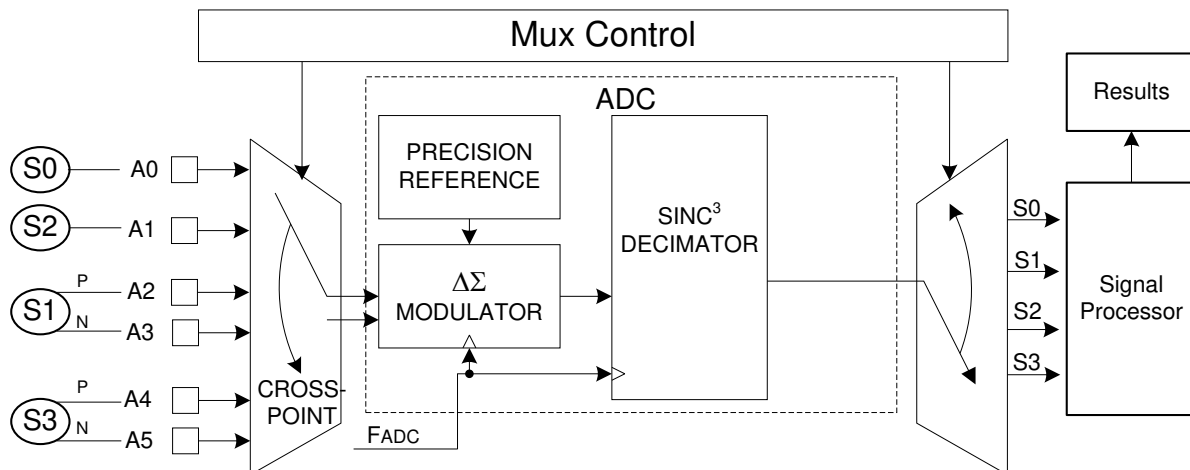 Mux Control
ADC
Results
PRECISION
REFERENCE
SINC³
DECIMATOR
ΔΣ
MODULATOR
S0
A0
S2
A1
S1
P
A2
N
A3
S3
P
A4
N
A5
CROSS-
POINT
FADC
S0
S1
S2
S3
Signal
Processor